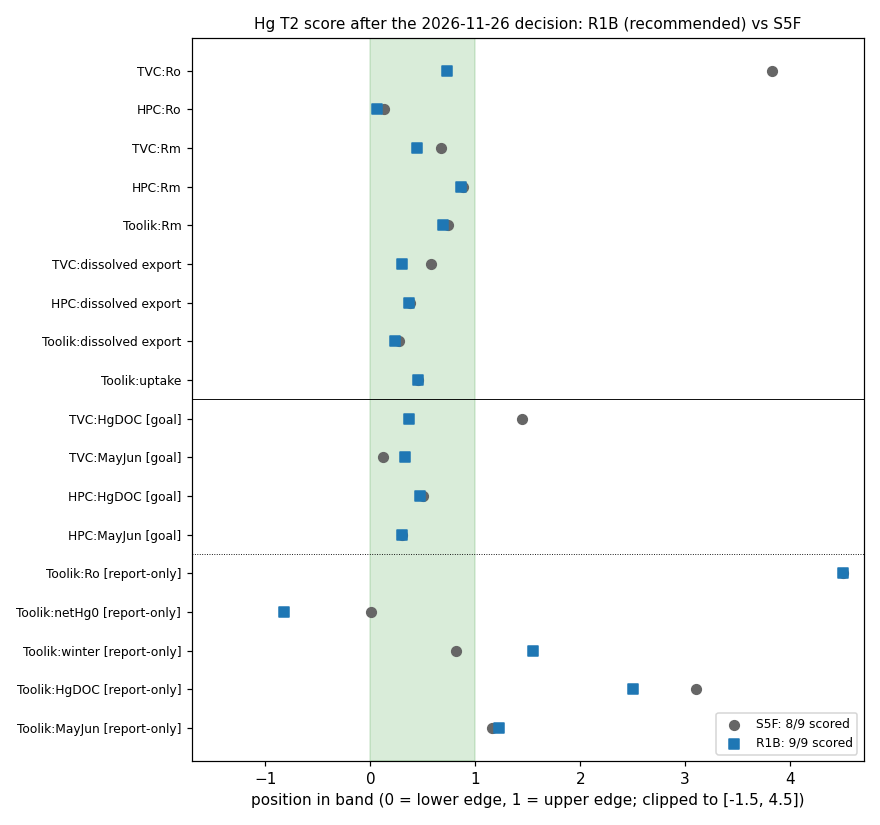 Hg T2 score after the 2026-11-26 decision: R1B (recommended) vs S5F
TVC:Ro
HPC:Ro
TVC:Rm
HPC:Rm
Toolik:Rm
TVC:dissolved export
HPC:dissolved export
Toolik:dissolved export
Toolik:uptake
TVC:HgDOC [goal]
TVC:MayJun [goal]
HPC:HgDOC [goal]
HPC:MayJun [goal]
Toolik:Ro [report-only]
Toolik:netHg0 [report-only]
Toolik:winter [report-only]
Toolik:HgDOC [report-only]
Toolik:MayJun [report-only]
S5F: 8/9 scored
R1B: 9/9 scored
−1 0 1 2 3 4
position in band (0 = lower edge, 1 = upper edge; clipped to [-1.5, 4.5])